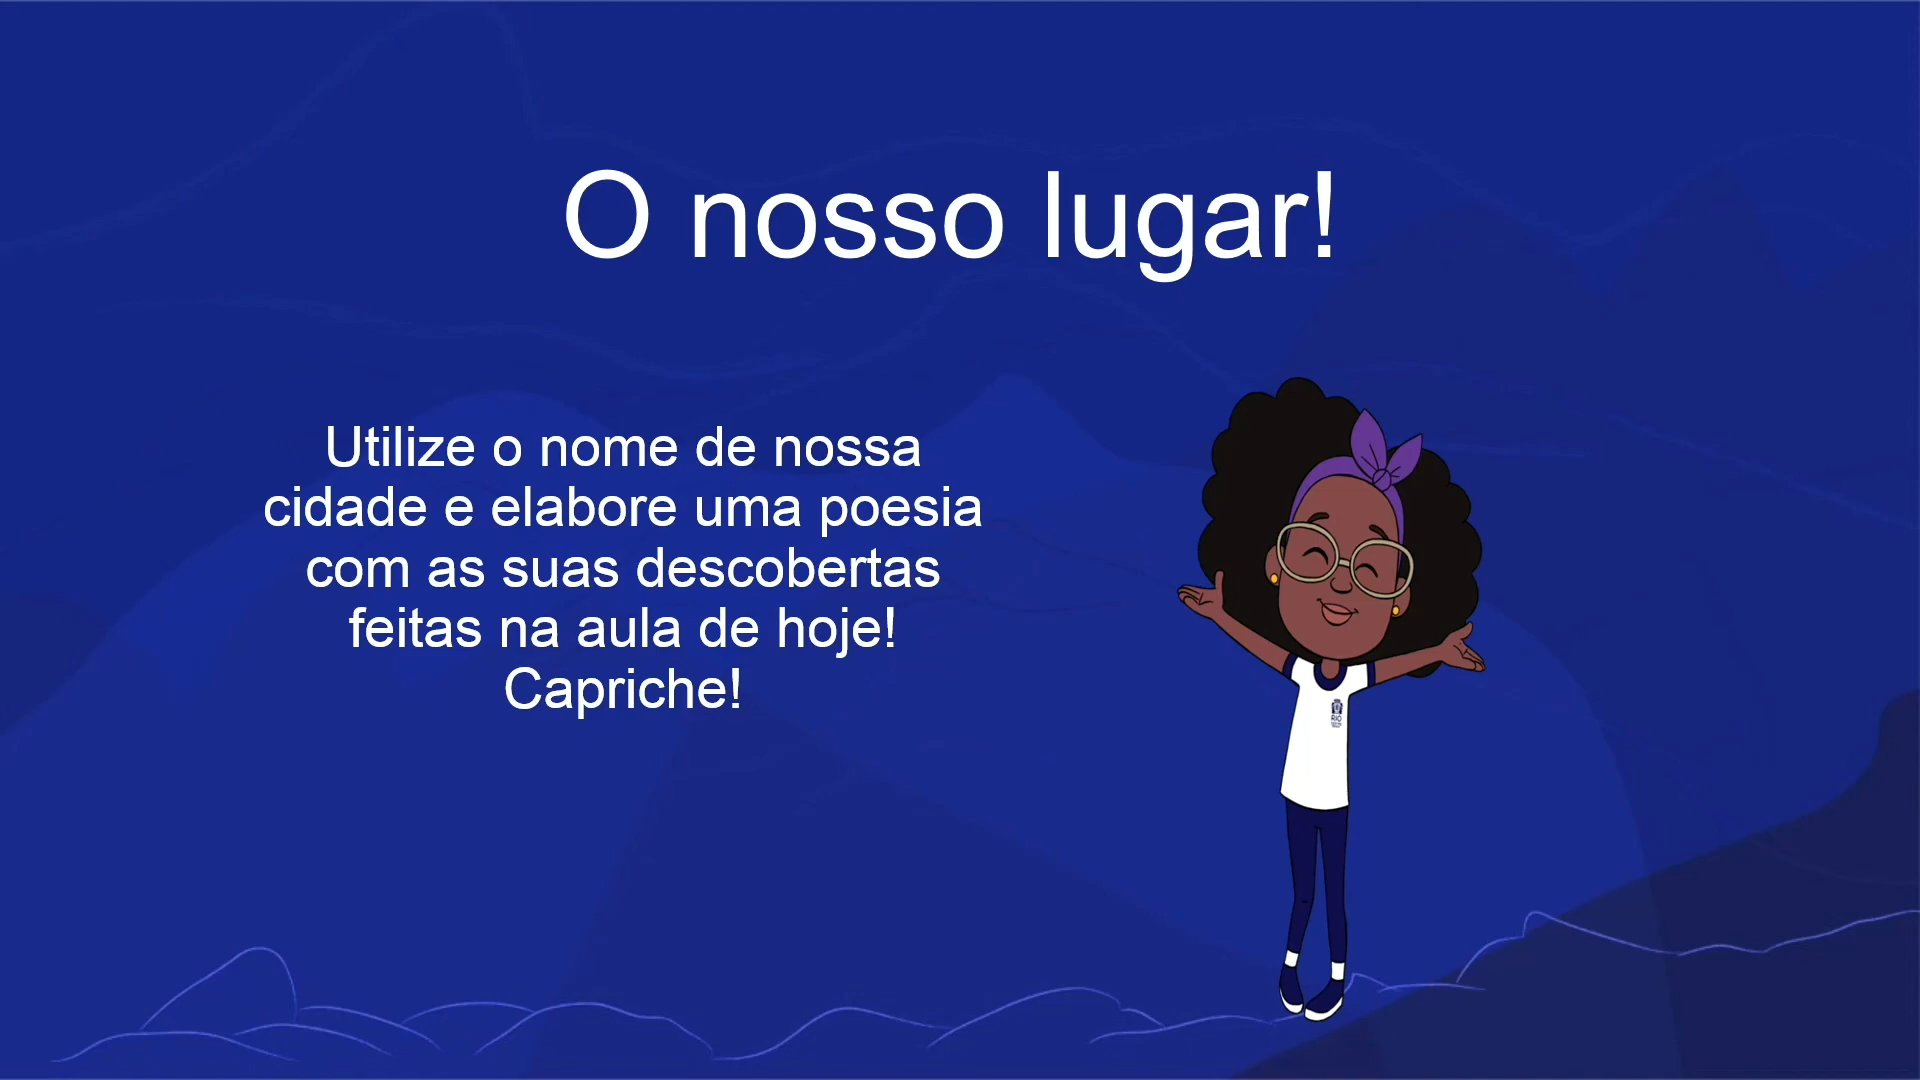 O nosso lugar!
Utilize o nome de nossa
cidade e elabore uma poesia
com as suas descobertas
feitas na aula de hoje!
Capriche!
RIO